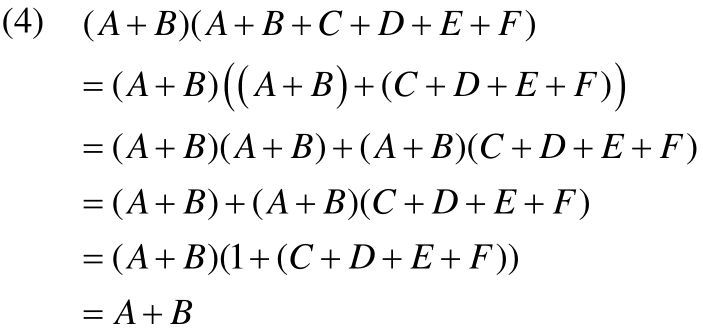 (4) (A+B)(A+B+C+D+E+F)
=(A+B)((A+B)+(C+D+E+F))
=(A+B)(A+B)+(A+B)(C+D+E+F)
=(A+B)+(A+B)(C+D+E+F)
=(A+B)(1+(C+D+E+F))
=A+B